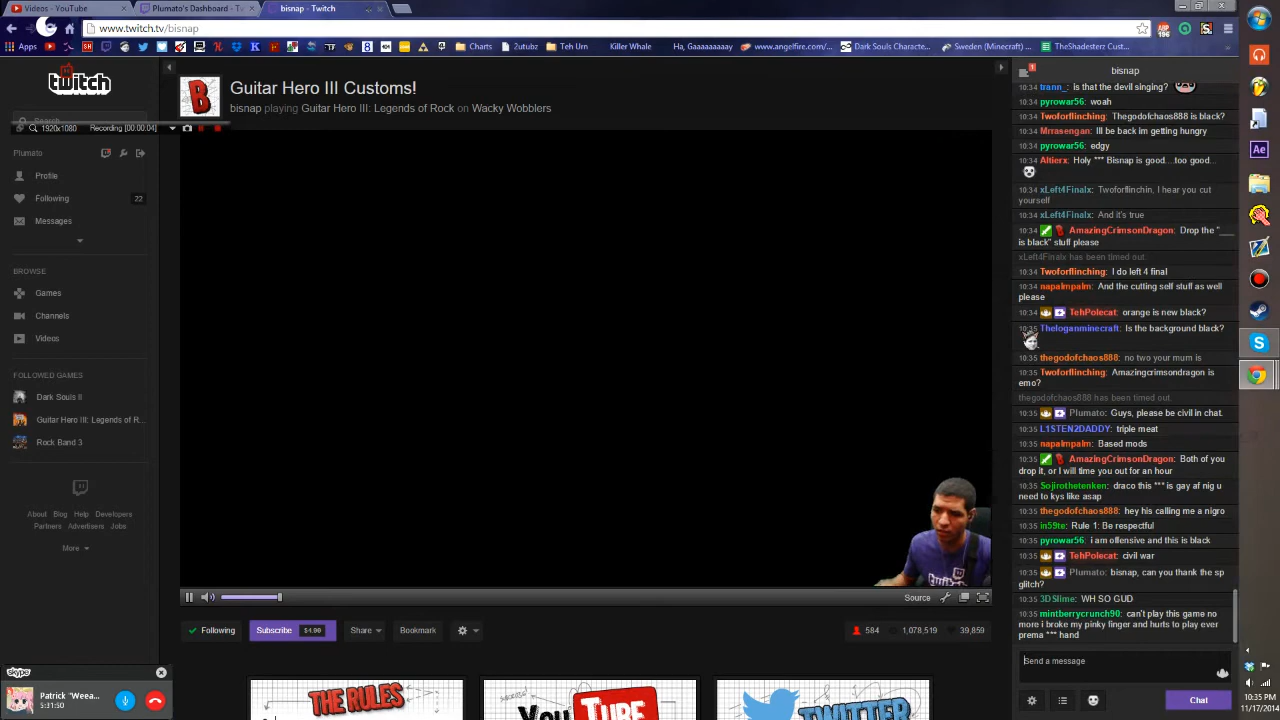 Videos - YouTube
Plumato's Dashboard - Tw
bisnap - Twitch
www.twitch.tv/bisnap
Apps
Charts
2utubz
Teh Urn
Killer Whale
Ha, Gaaaaaaaay
www.angelfire.com/...
Dark Souls Characte...
Sweden (Minecraft) ...
TheShadesterz Cust...
twitch
Guitar Hero III Customs!
bisnap playing Guitar Hero III: Legends of Rock on Wacky Wobblers
Search
1920x1080 Recording [00:00:04]
Plumato
Profile
Following 22
Messages
BROWSE
Games
Channels
Videos
FOLLOWED GAMES
Dark Souls II
Guitar Hero III: Legends of R...
Rock Band 3
About Blog Help Developers
Partners Advertisers Jobs
More
Source
Following
Subscribe $4.99
Share
Bookmark
584
1,078,519
39,859
THE RULES
YouTube
TWITTER
skype
Patrick "Weea...
5:31:50
1
bisnap
10:34 trann_: Is that the devil singing?
10:34 pyrowar56: woah
10:34 Twoforflinching: Thegodofchaos888 is black?
10:34 Mrrasengan: Ill be back im getting hungry
10:34 pyrowar56: edgy
10:34 Altierx: Holy *** Bisnap is good....too good...
10:34 xLeft4Finalx: Twoforflinchin, I hear you cut
yourself
10:34 xLeft4Finalx: And it's true
10:34 AmazingCrimsonDragon: Drop the "___
is black" stuff please
xLeft4Finalx has been timed out.
10:34 Twoforflinching: I do left 4 final
10:34 napalmpalm: And the cutting self stuff as well
please
10:34 TehPolecat: orange is new black?
10:35 Theloganminecraft: Is the background black?
10:35 thegodofchaos888: no two your mum is
10:35 Twoforflinching: Amazingcrimsondragon is
emo?
thegodofchaos888 has been timed out.
10:35 Plumato: Guys, please be civil in chat.
10:35 L1STEN2DADDY: triple meat
10:35 napalmpalm: Based mods
10:35 AmazingCrimsonDragon: Both of you
drop it, or I will time you out for an hour
10:35 Sojirothetenken: draco this *** is gay af nig u
need to kys like asap
10:35 thegodofchaos888: hey his calling me a nigro
10:35 in59te: Rule 1: Be respectful
10:35 pyrowar56: i am offensive and this is black
10:35 TehPolecat: civil war
10:35 Plumato: bisnap, can you thank the sp
glitch?
10:35 3DSlime: WH SO GUD
10:35 mintberrycrunch90: can't play this game no
more i broke my pinky finger and hurts to play ever
prema *** hand
Send a message
Chat
ABP
196
Ae
10:35 PM
11/17/2014